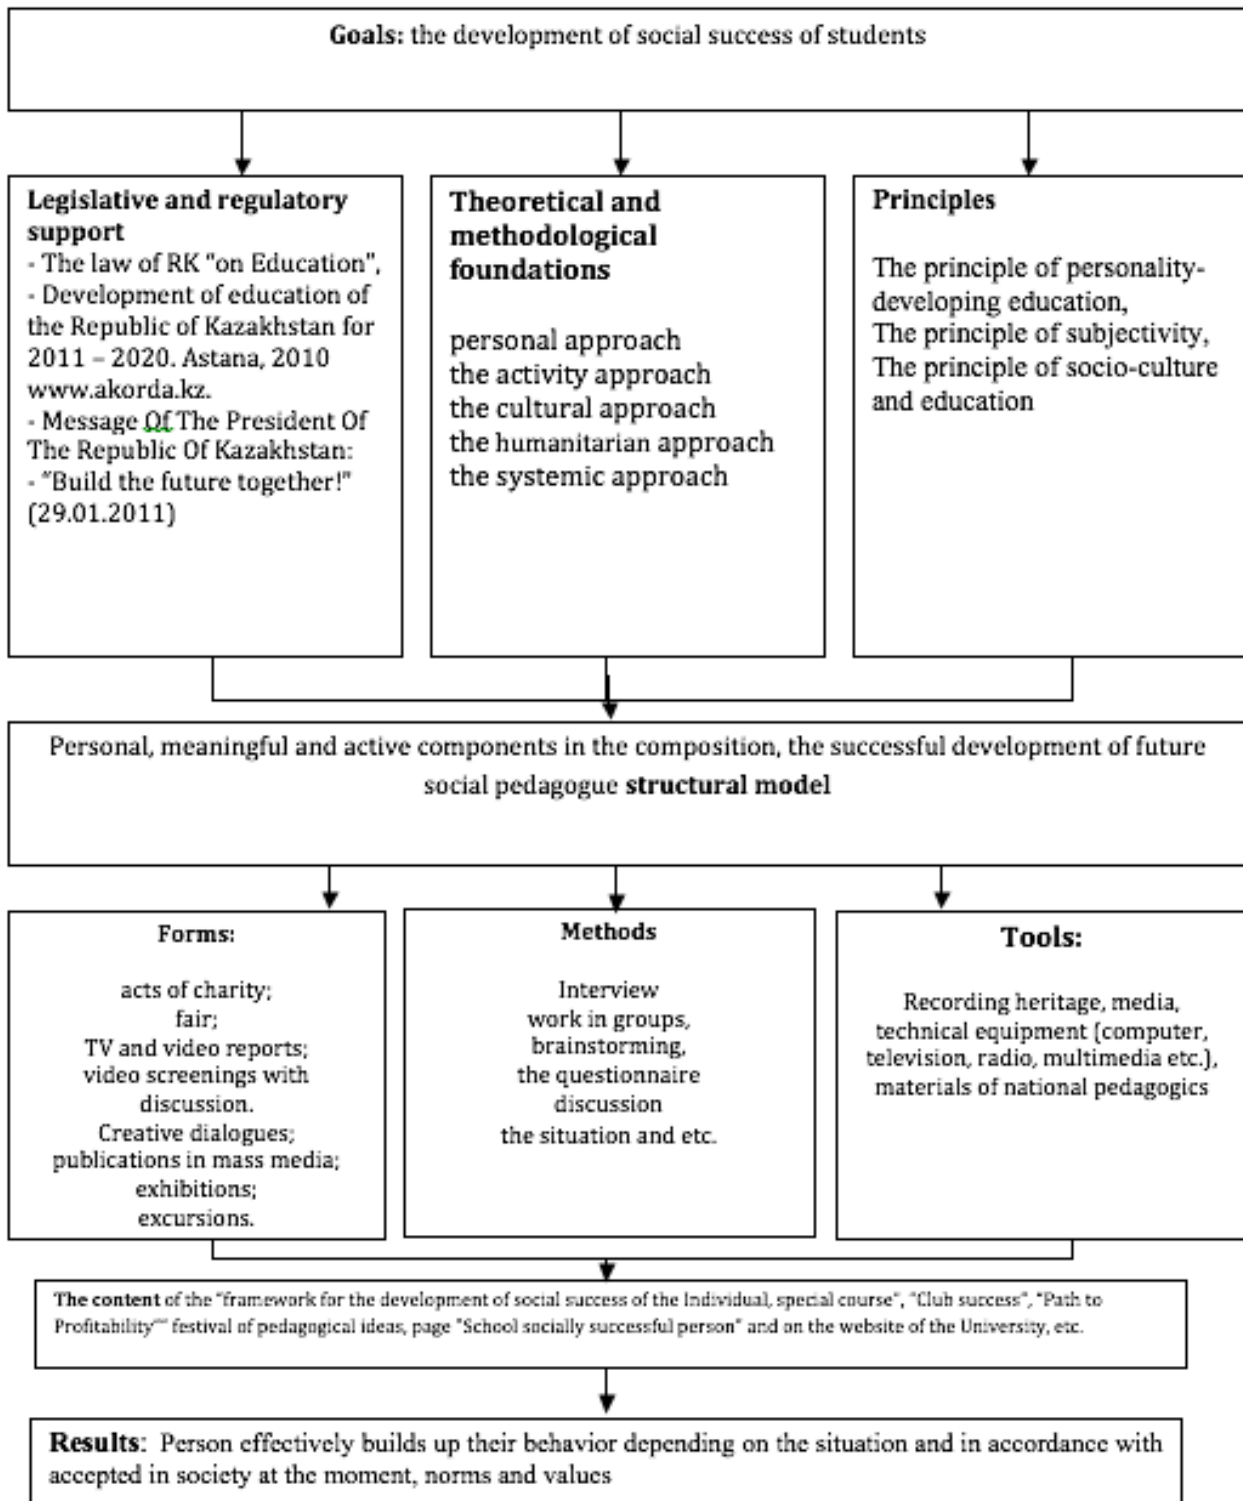 Goals: the development of social success of students
Legislative and regulatory
support
- The law of RK "on Education",
- Development of education of
the Republic of Kazakhstan for
2011 – 2020. Astana, 2010
www.akorda.kz.
- Message Of The President Of
The Republic Of Kazakhstan:
- "Build the future together!"
(29.01.2011)
Theoretical and
methodological
foundations
personal approach
the activity approach
the cultural approach
the humanitarian approach
the systemic approach
Principles
The principle of personality-
developing education,
The principle of subjectivity,
The principle of socio-culture
and education
Personal, meaningful and active components in the composition, the successful development of future
social pedagogue structural model
Forms:
acts of charity;
fair;
TV and video reports;
video screenings with
discussion.
Creative dialogues;
publications in mass media;
exhibitions;
excursions.
Methods
Interview
work in groups,
brainstorming,
the questionnaire
discussion
the situation and etc.
Tools:
Recording heritage, media,
technical equipment (computer,
television, radio, multimedia etc.),
materials of national pedagogics
The content of the "framework for the development of social success of the Individual, special course", "Club success", "Path to
Profitability"" festival of pedagogical ideas, page "School socially successful person" and on the website of the University, etc.
Results: Person effectively builds up their behavior depending on the situation and in accordance with
accepted in society at the moment, norms and values